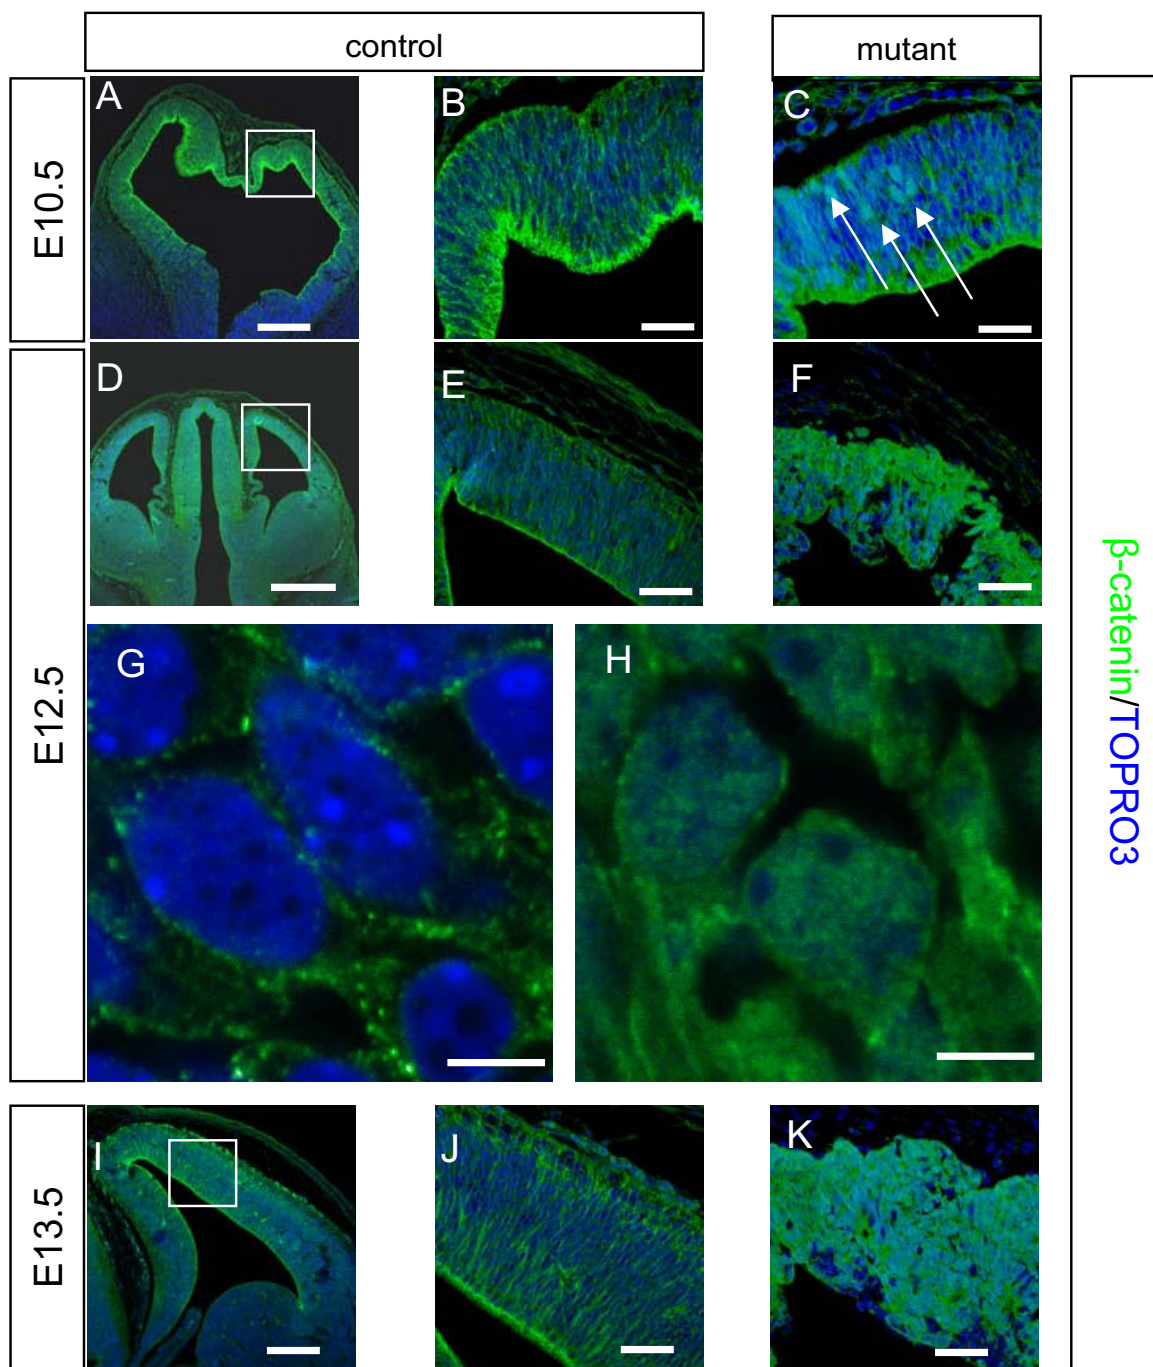 control
mutant
E10.5
A
B
C
E12.5
D
E
F
G
H
E13.5
I
J
K
β-catenin/TOPRO3